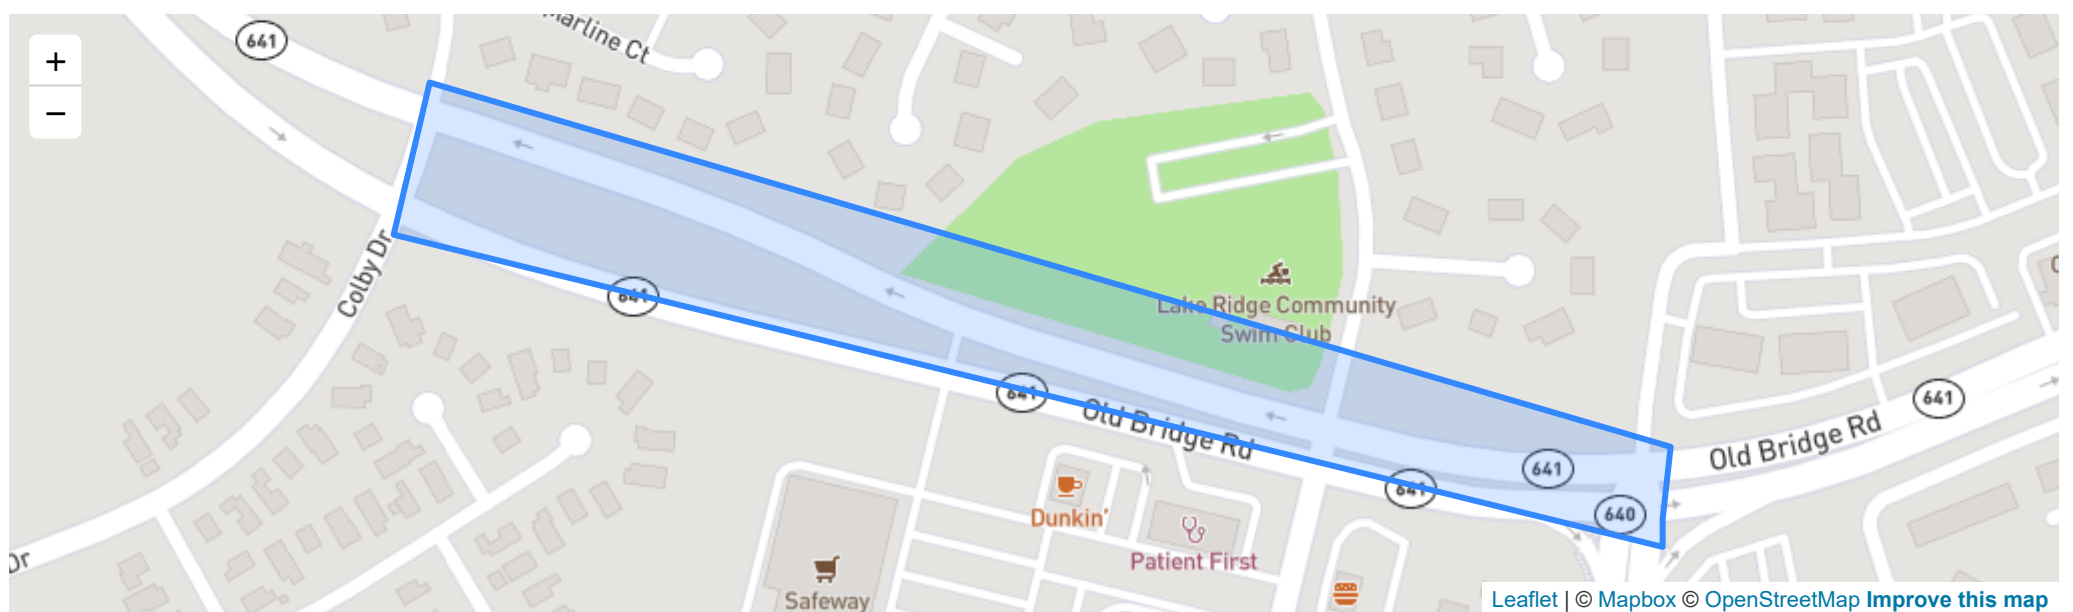 Marline Ct
641
+
−
Colby Dr
641
Lake Ridge Community
Swim Club
641
Old Bridge Rd
641
Old Bridge Rd
641
641
640
Dunkin'
Patient First
Safeway
Dr
Leaflet | © Mapbox © OpenStreetMap Improve this map